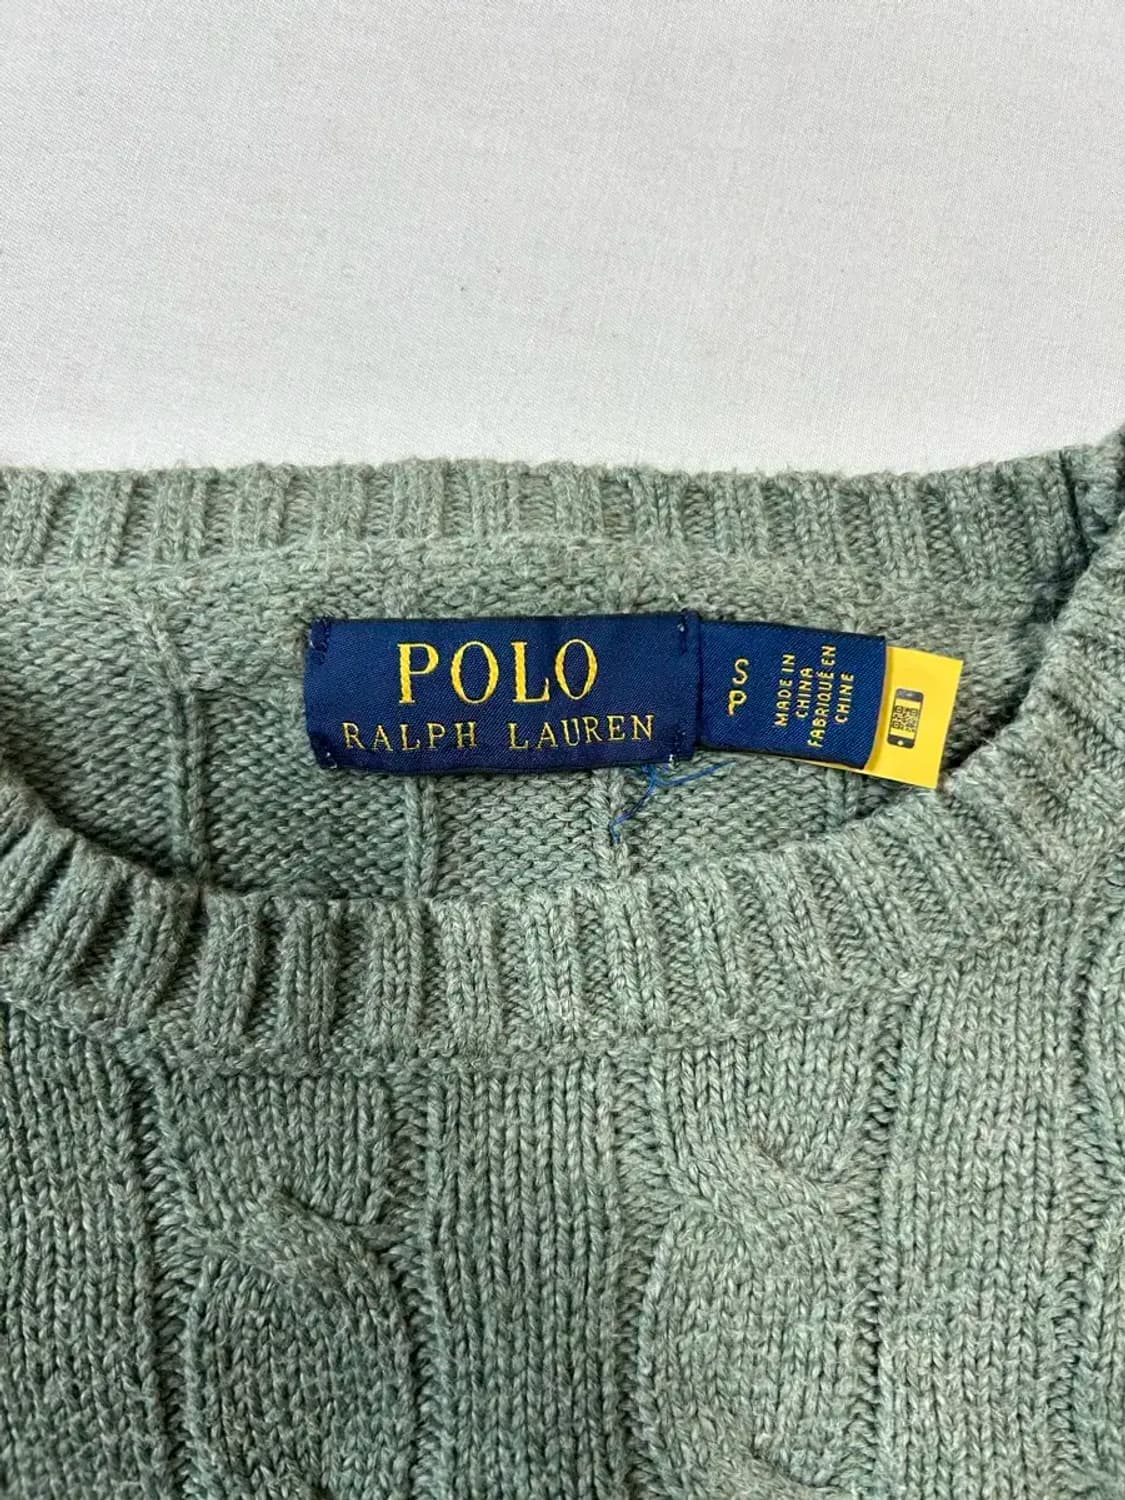 POLO
RALPH LAUREN
S
P
MADE IN
CHINA
FABRIQUÉ EN
CHINE